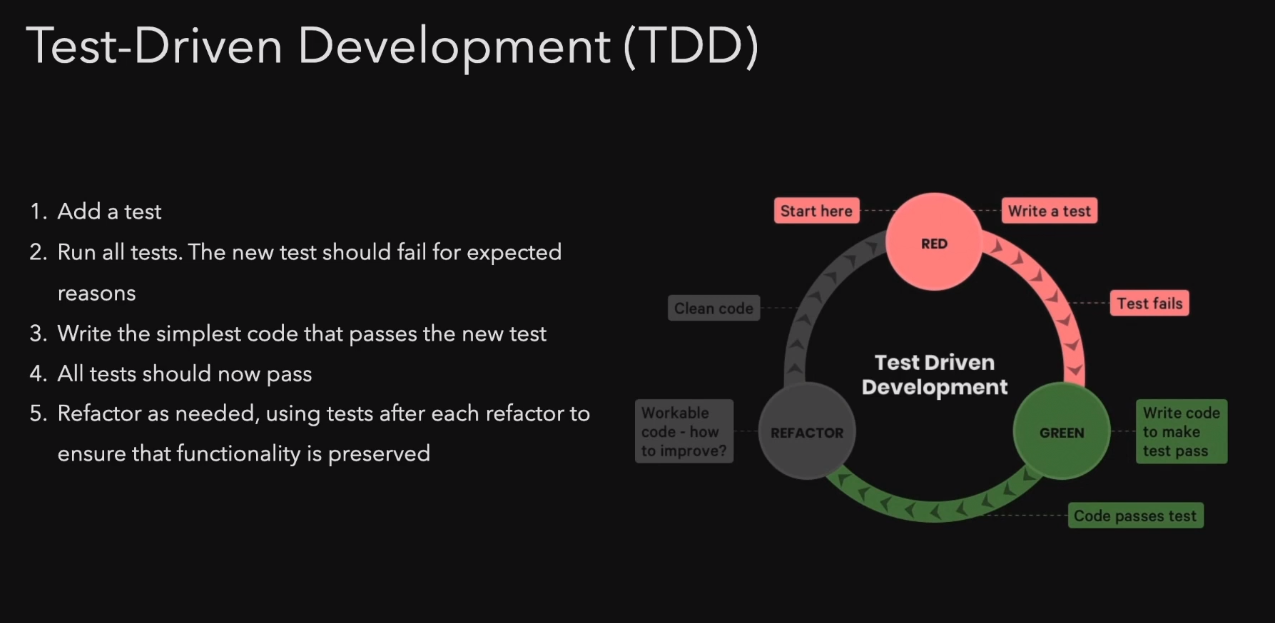 Test-Driven Development (TDD)
1. Add a test
2. Run all tests. The new test should fail for expected
reasons
3. Write the simplest code that passes the new test
4. All tests should now pass
5. Refactor as needed, using tests after each refactor to
ensure that functionality is preserved
Start here
RED
Write a test
Clean code
Test fails
Test Driven
Development
Workable
code - how
to improve?
REFACTOR
GREEN
Write code
to make
test pass
Code passes test